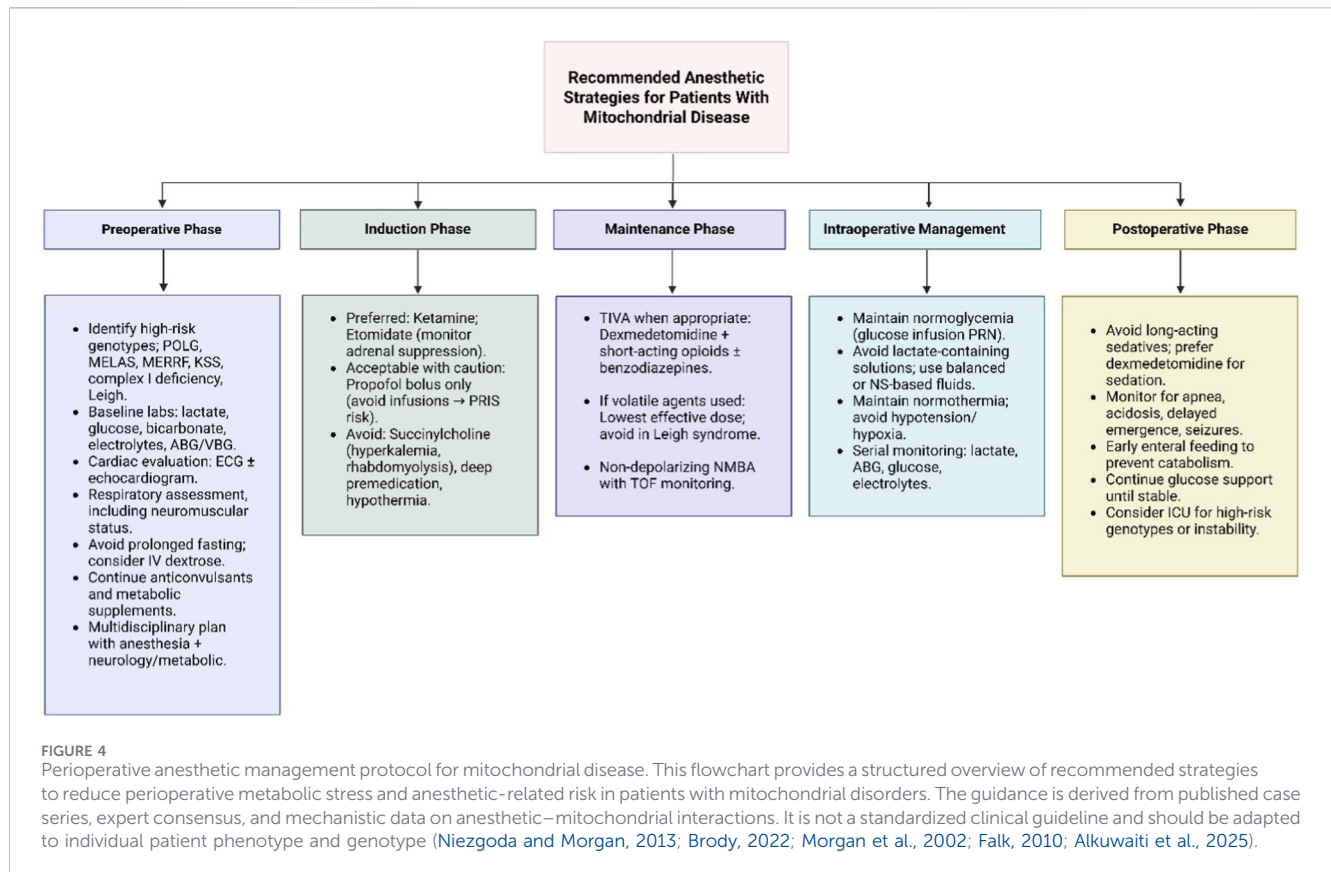 Recommended Anesthetic
Strategies for Patients With
Mitochondrial Disease
Preoperative Phase
Induction Phase
Maintenance Phase
Intraoperative Management
Postoperative Phase
• Identify high-risk
genotypes; POLG,
MELAS, MERRF, KSS,
complex I deficiency,
Leigh.
• Baseline labs: lactate,
glucose, bicarbonate,
electrolytes, ABG/VBG.
• Cardiac evaluation: ECG ±
echocardiogram.
• Respiratory assessment,
including neuromuscular
status.
• Avoid prolonged fasting;
consider IV dextrose.
• Continue anticonvulsants
and metabolic
supplements.
• Multidisciplinary plan
with anesthesia +
neurology/metabolic.
• Preferred: Ketamine;
Etomidate (monitor
adrenal suppression).
• Acceptable with caution:
Propofol bolus only
(avoid infusions → PRIS
risk).
• Avoid: Succinylcholine
(hyperkalemia,
rhabdomyolysis), deep
premedication,
hypothermia.
• TIVA when appropriate:
Dexmedetomidine +
short-acting opioids ±
benzodiazepines.
• If volatile agents used:
Lowest effective dose;
avoid in Leigh syndrome.
• Non-depolarizing NMBA
with TOF monitoring.
• Maintain normoglycemia
(glucose infusion PRN).
• Avoid lactate-containing
solutions; use balanced
or NS-based fluids.
• Maintain normothermia;
avoid hypotension/
hypoxia.
• Serial monitoring: lactate,
ABG, glucose,
electrolytes.
• Avoid long-acting
sedatives; prefer
dexmedetomidine for
sedation.
• Monitor for apnea,
acidosis, delayed
emergence, seizures.
• Early enteral feeding to
prevent catabolism.
• Continue glucose support
until stable.
• Consider ICU for high-risk
genotypes or instability.
FIGURE 4
Perioperative anesthetic management protocol for mitochondrial disease. This flowchart provides a structured overview of recommended strategies
to reduce perioperative metabolic stress and anesthetic-related risk in patients with mitochondrial disorders. The guidance is derived from published case
series, expert consensus, and mechanistic data on anesthetic–mitochondrial interactions. It is not a standardized clinical guideline and should be adapted
to individual patient phenotype and genotype (Niezgoda and Morgan, 2013; Brody, 2022; Morgan et al., 2002; Falk, 2010; Alkuwaiti et al., 2025).